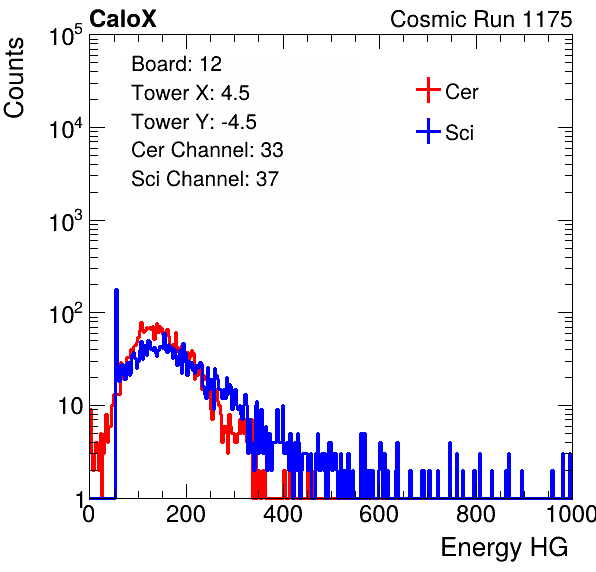 CaloX Cosmic Run 1175
Counts
Board: 12
Tower X: 4.5
Tower Y: -4.5
Cer Channel: 33
Sci Channel: 37
Cer
Sci
10^5
10^4
10^3
10^2
10
1
0 200 400 600 800 1000
Energy HG